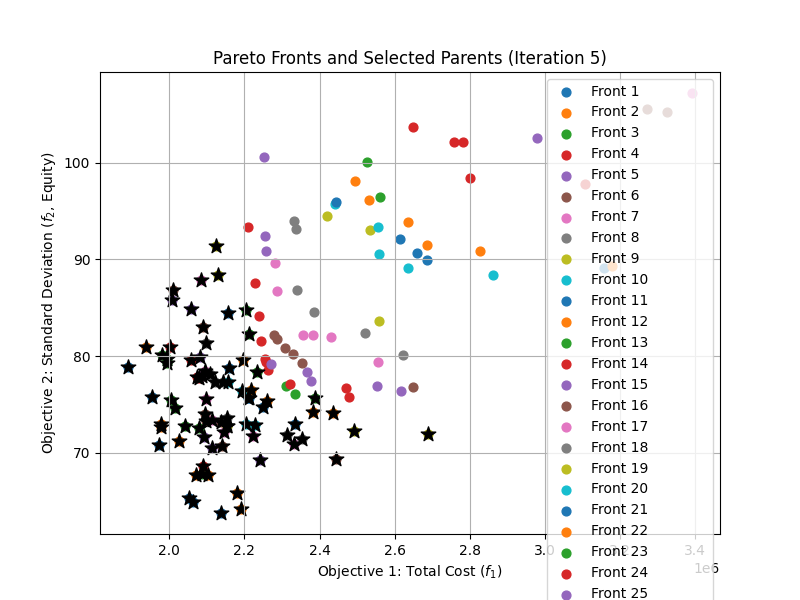 Pareto Fronts and Selected Parents (Iteration 5)
Objective 2: Standard Deviation (f₂, Equity)
100
90
80
70
2.0 2.2 2.4 2.6 2.8 3.0 3.2 3.4
1e6
Objective 1: Total Cost (f₁)
Front 1
Front 2
Front 3
Front 4
Front 5
Front 6
Front 7
Front 8
Front 9
Front 10
Front 11
Front 12
Front 13
Front 14
Front 15
Front 16
Front 17
Front 18
Front 19
Front 20
Front 21
Front 22
Front 23
Front 24
Front 25